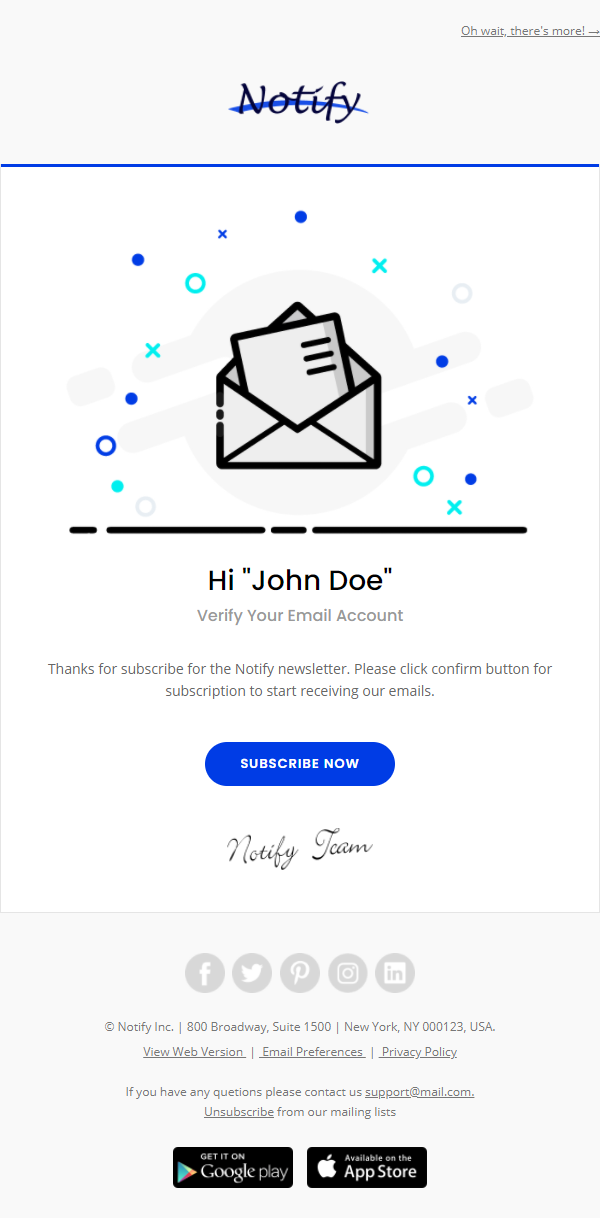 Oh wait, there's more! →
Notify
Hi "John Doe"
Verify Your Email Account
Thanks for subscribe for the Notify newsletter. Please click confirm button for
subscription to start receiving our emails.
SUBSCRIBE NOW
Notify Team
© Notify Inc. | 800 Broadway, Suite 1500 | New York, NY 000123, USA.
View Web Version | Email Preferences | Privacy Policy
If you have any quetions please contact us support@mail.com.
Unsubscribe from our mailing lists
GET IT ON
Google play
Available on the
App Store